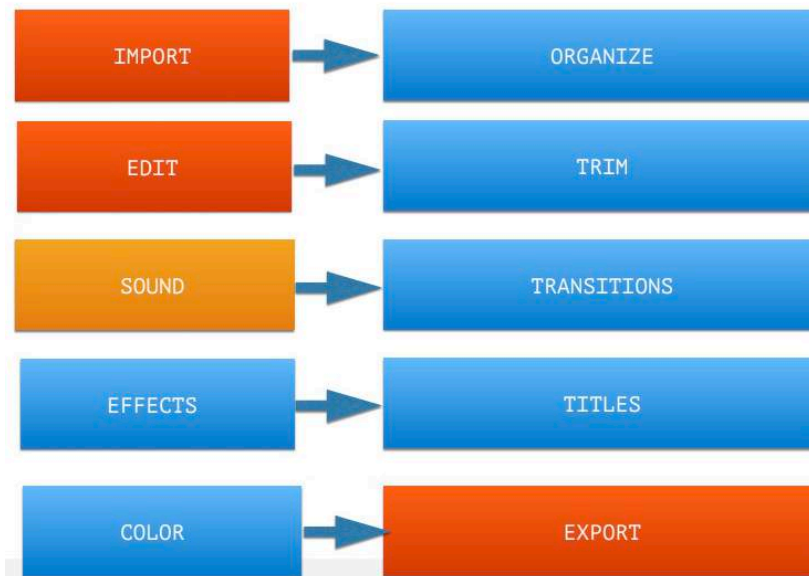 IMPORT
ORGANIZE
EDIT
TRIM
SOUND
TRANSITIONS
EFFECTS
TITLES
COLOR
EXPORT